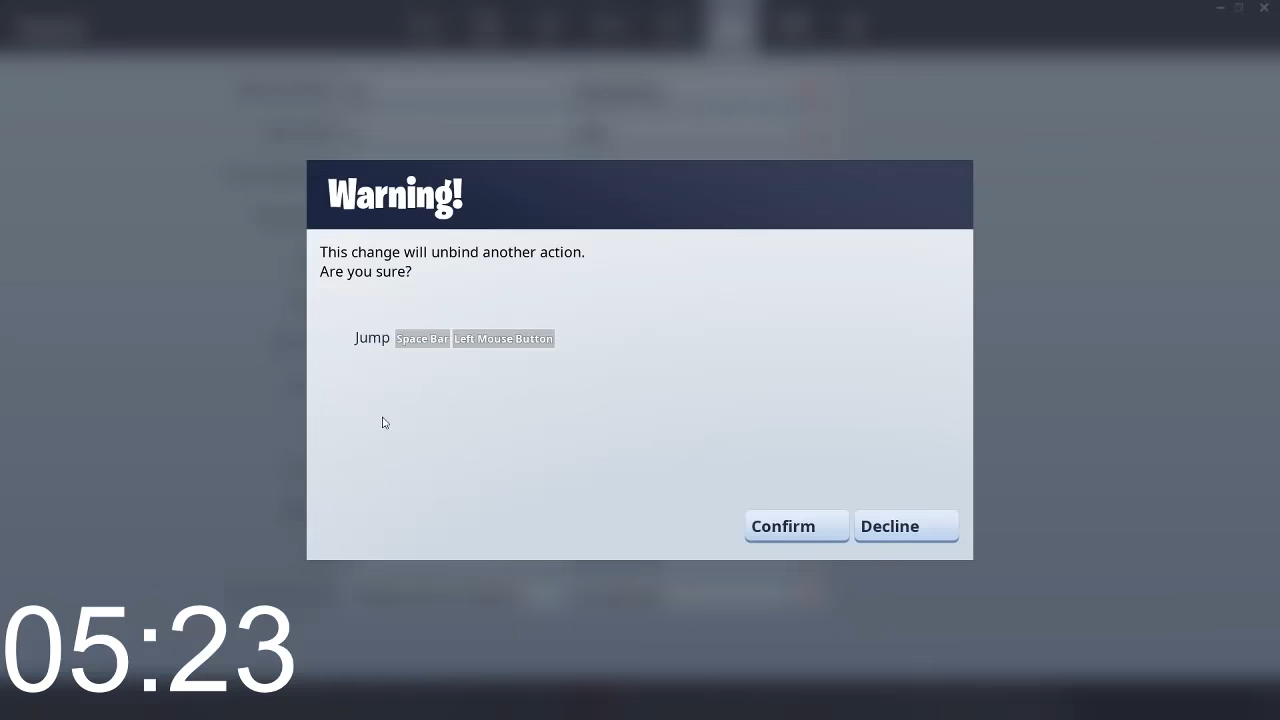 Warning!
This change will unbind another action.
Are you sure?
Jump Space Bar Left Mouse Button
Confirm Decline
05:23